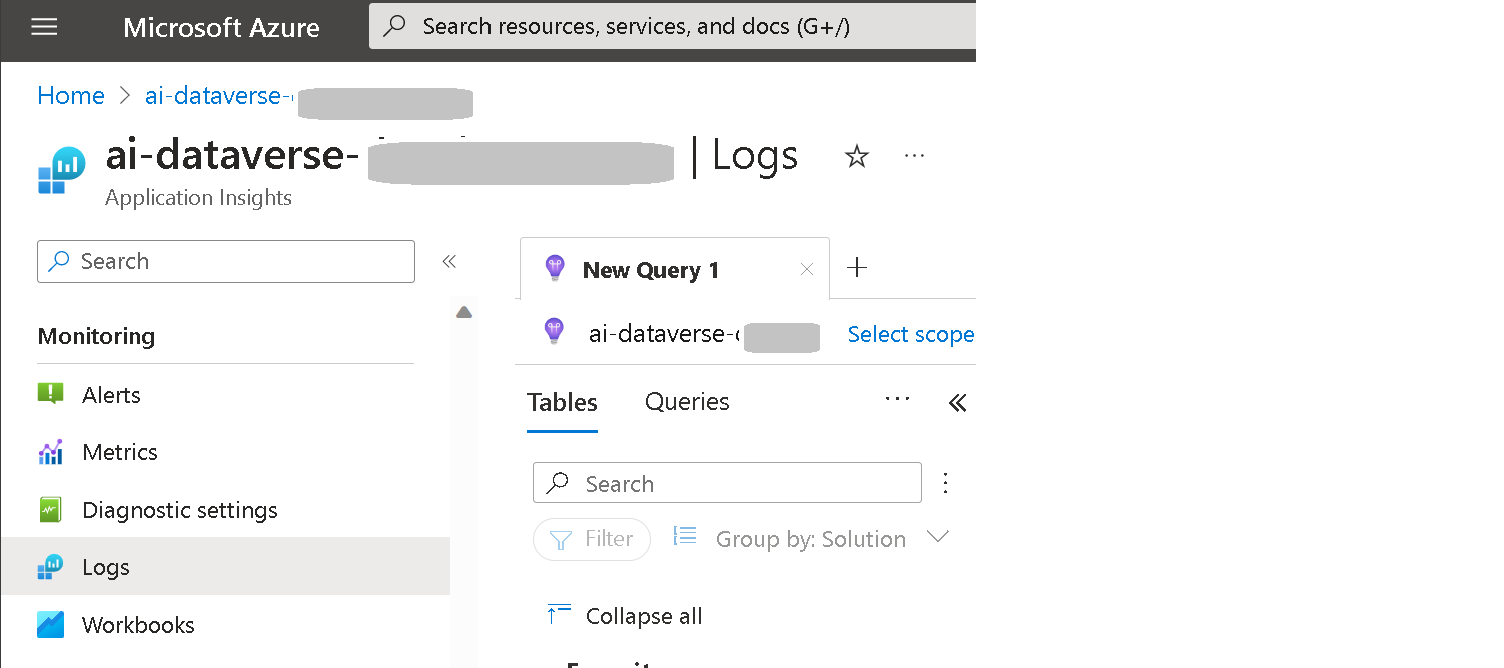 Microsoft Azure
Search resources, services, and docs (G+/)
Home > ai-dataverse-
ai-dataverse- | Logs
Application Insights
Search
New Query 1
Monitoring
ai-dataverse- Select scope
Alerts
Tables Queries
Metrics
Search
Diagnostic settings
Filter Group by: Solution
Logs
Collapse all
Workbooks